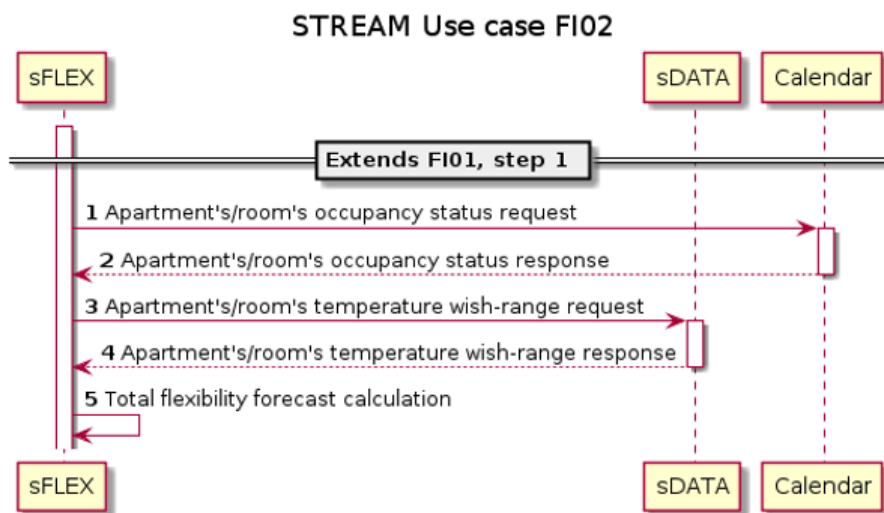 STREAM Use case FI02
sFLEX
sDATA
Calendar
Extends FI01, step 1
1 Apartment's/room's occupancy status request
2 Apartment's/room's occupancy status response
3 Apartment's/room's temperature wish-range request
4 Apartment's/room's temperature wish-range response
5 Total flexibility forecast calculation
sFLEX
sDATA
Calendar